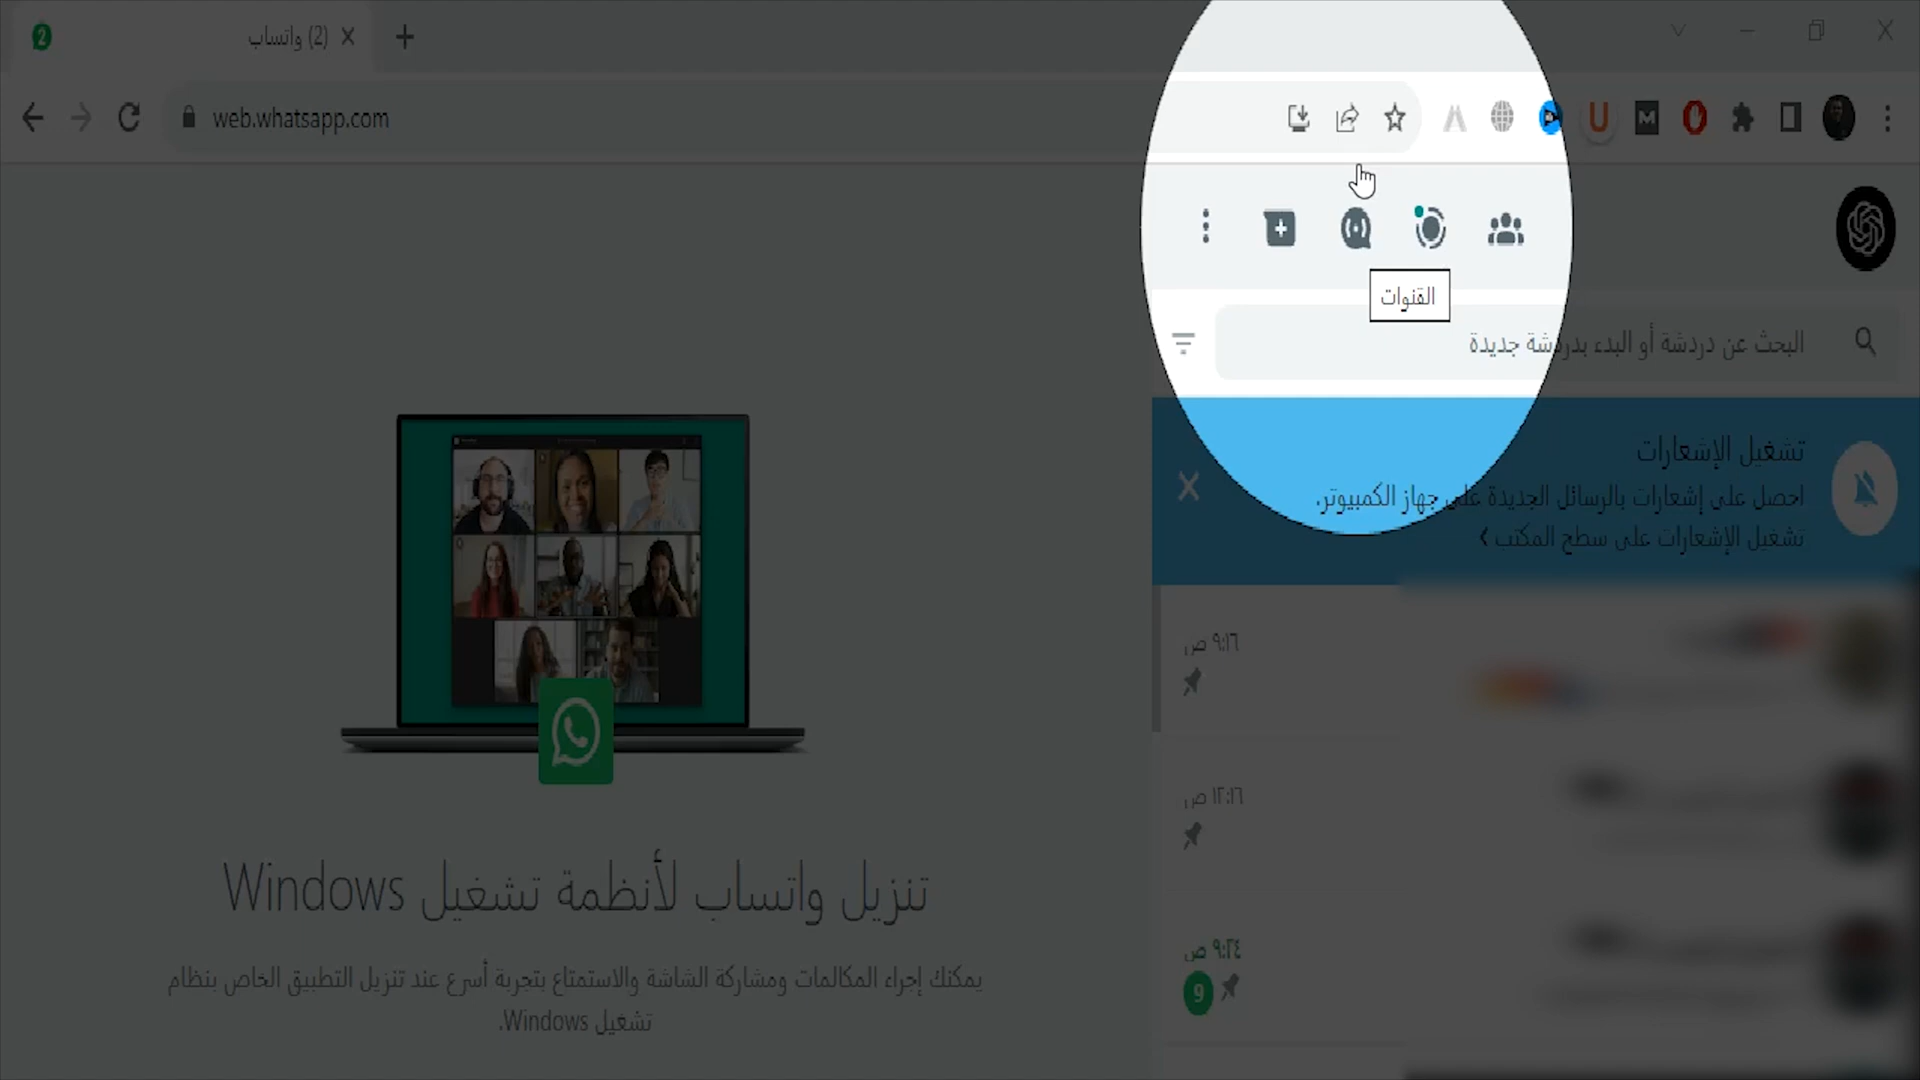 (2) واتساب
web.whatsapp.com
القنوات
البحث عن دردشة أو البدء بدردشة جديدة
تشغيل الإشعارات
احصل على إشعارات بالرسائل الجديدة على جهاز الكمبيوتر.
تشغيل الإشعارات على سطح المكتب
٩:١٦ ص
١٢:١٦ ص
٩:٢٤ ص
9
تنزيل واتساب لأنظمة تشغيل Windows
يمكنك إجراء المكالمات ومشاركة الشاشة والاستمتاع بتجربة أسرع عند تنزيل التطبيق الخاص بنظام
تشغيل Windows.